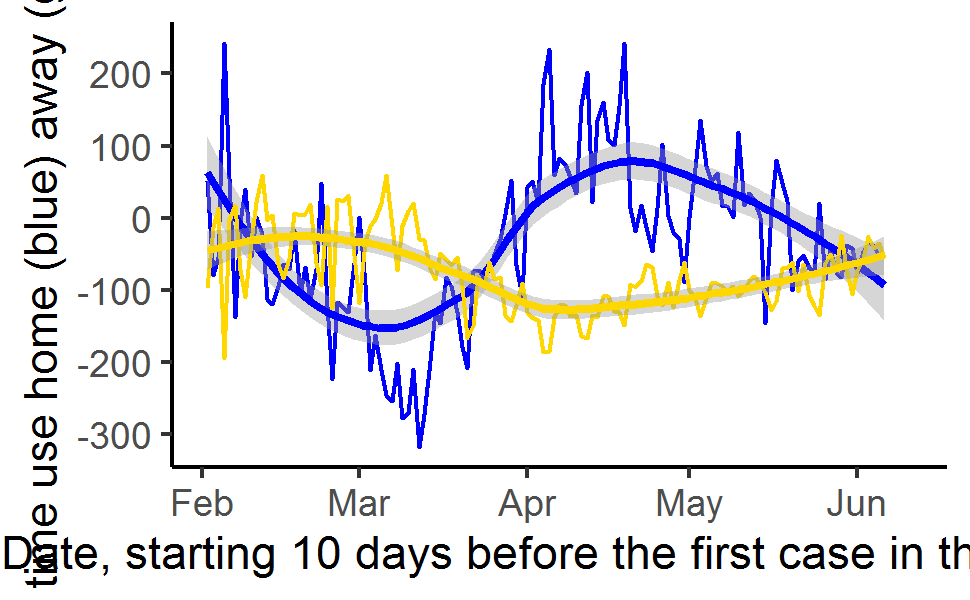 time use home (blue) away (
200
100
0
-100
-200
-300
Feb Mar Apr May Jun
Date, starting 10 days before the first case in th